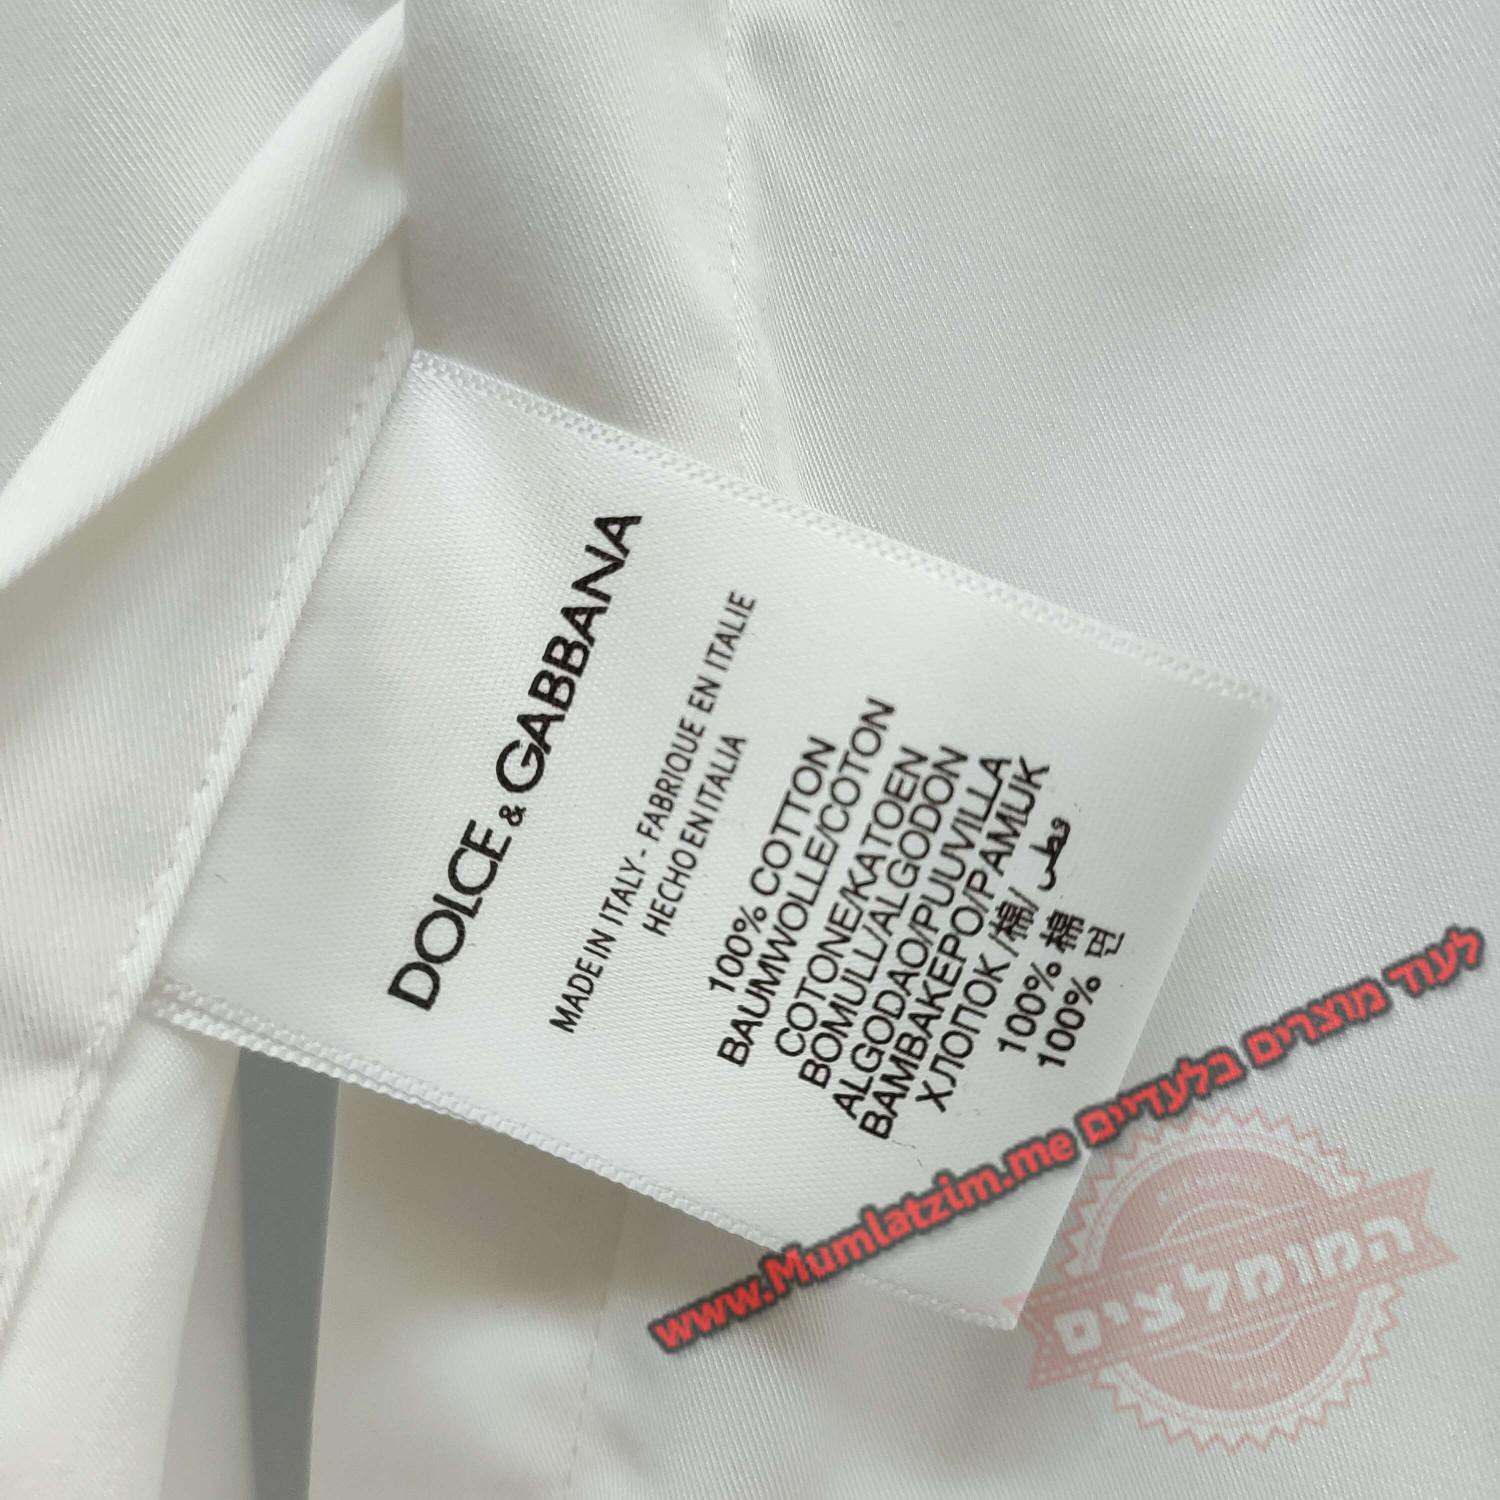 DOLCE & GABBANA
MADE IN ITALY - FABRIQUE EN ITALIE
HECHO EN ITALIA
100% COTTON
BAUMWOLLE/COTON
COTONE/KATOEN
BOMULL/ALGODON
ALGODAO/PUUVILLA
BAMBAKEPO/PAMUK
ХЛОПОК /棉/ قطن
100% 棉
100% 면
www.Mumlatzim.me לעוד מוצרים בלעדיים
המומלצים